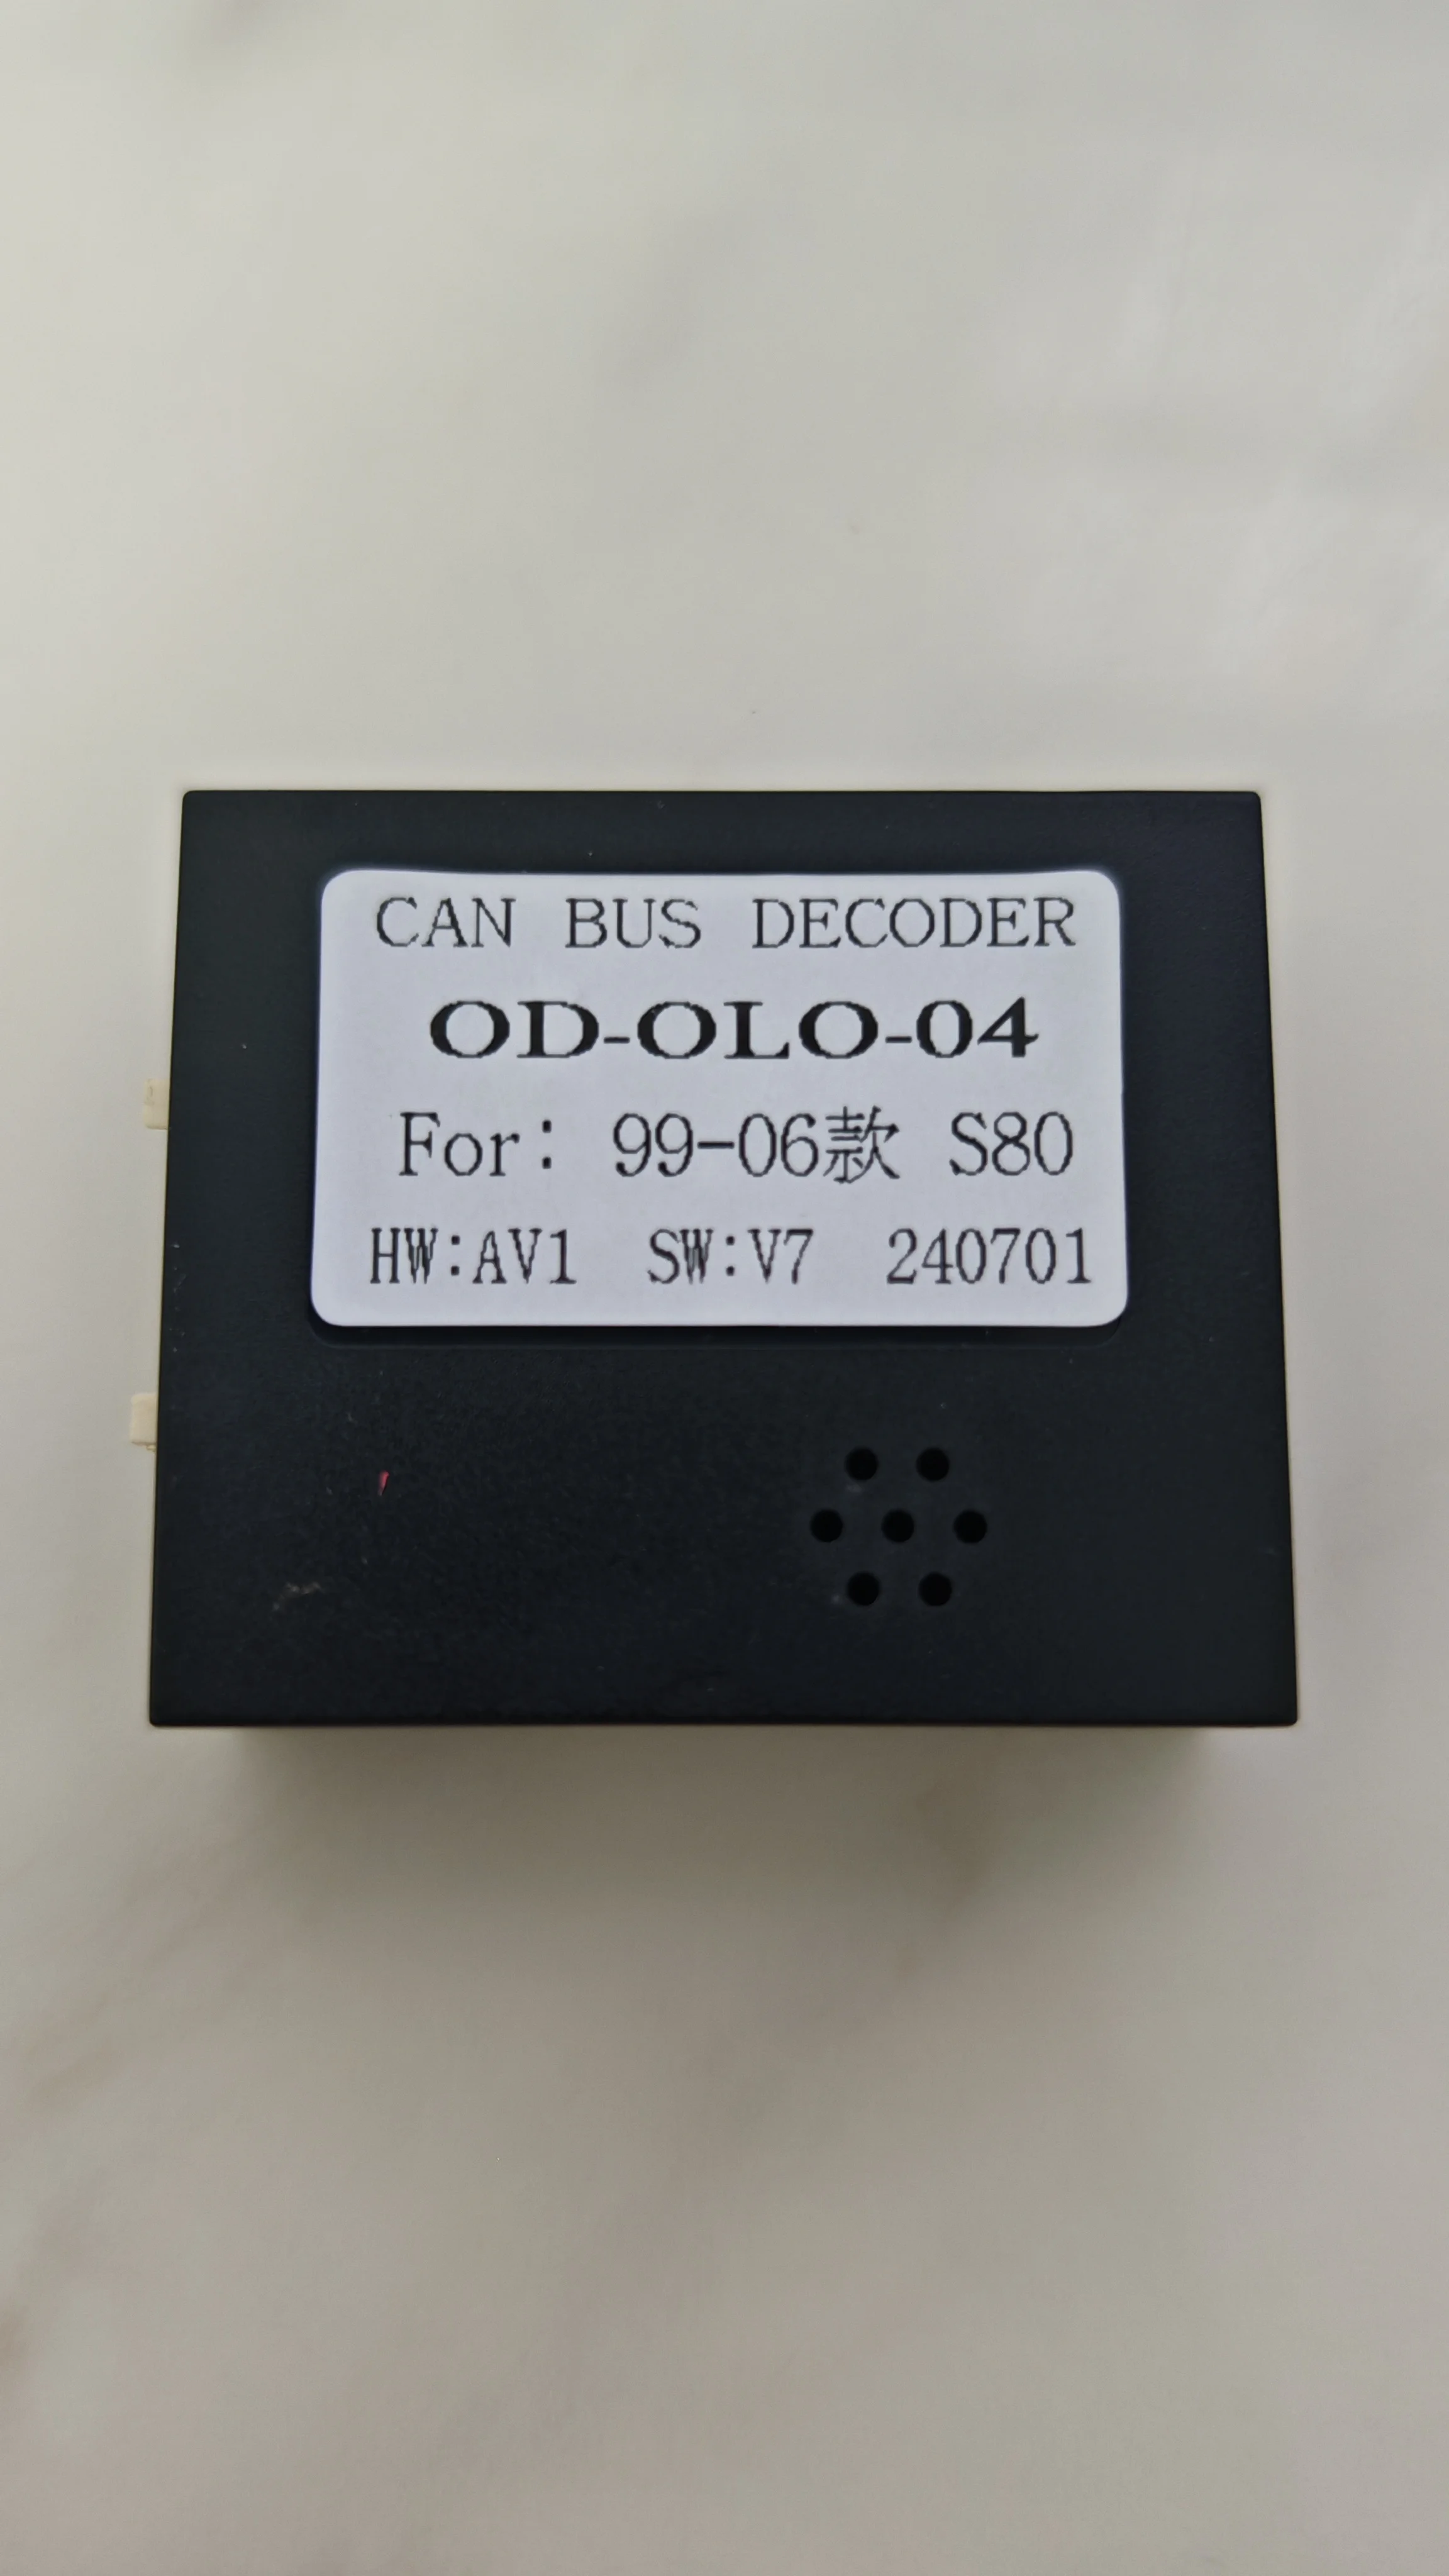 CAN BUS DECODER
OD-OLO-04
For: 99-06款 S80
HW:AV1 SW:V7 240701